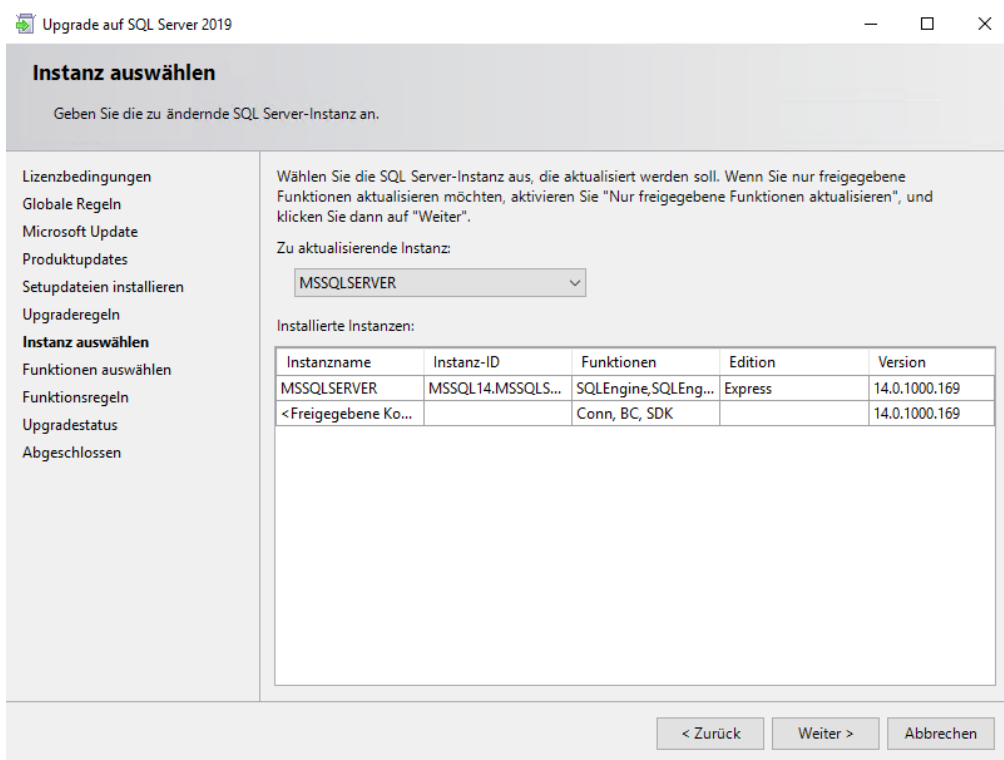 Upgrade auf SQL Server 2019
Instanz auswählen
Geben Sie die zu ändernde SQL Server-Instanz an.
Lizenzbedingungen
Globale Regeln
Microsoft Update
Produktupdates
Setupdateien installieren
Upgraderegeln
Instanz auswählen
Funktionen auswählen
Funktionsregeln
Upgradestatus
Abgeschlossen
Wählen Sie die SQL Server-Instanz aus, die aktualisiert werden soll. Wenn Sie nur freigegebene
Funktionen aktualisieren möchten, aktivieren Sie "Nur freigegebene Funktionen aktualisieren", und
klicken Sie dann auf "Weiter".
Zu aktualisierende Instanz:
MSSQLSERVER
Installierte Instanzen:
Instanzname Instanz-ID Funktionen Edition Version
MSSQLSERVER MSSQL14.MSSQLS... SQLEngine,SQLEng... Express 14.0.1000.169
<Freigegebene Ko... Conn, BC, SDK 14.0.1000.169
< Zurück Weiter > Abbrechen